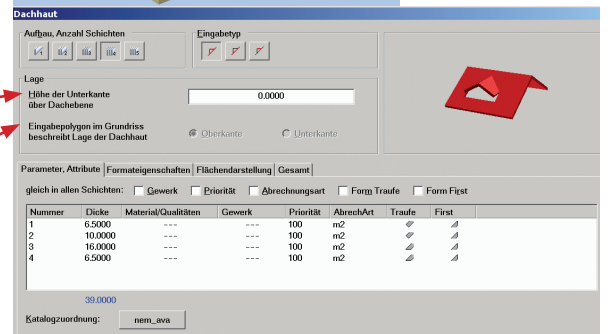 Dachhaut
Aufbau, Anzahl Schichten
Eingabetyp
Lage
Höhe der Unterkante
über Dachebene
0.0000
Eingabepolygon im Grundriss
beschreibt Lage der Dachhaut
Oberkante Unterkante
Parameter, Attribute Formateigenschaften Flächendarstellung Gesamt
gleich in allen Schichten: Gewerk Priorität Abrechnungsart Form Traufe Form First
Nummer Dicke Material/Qualitäten Gewerk Priorität AbrechArt Traufe First
1 6.5000 --- --- 100 m2
2 10.0000 --- --- 100 m2
3 16.0000 --- --- 100 m2
4 6.5000 --- --- 100 m2
39.0000
Katalogzuordnung: nem_ava